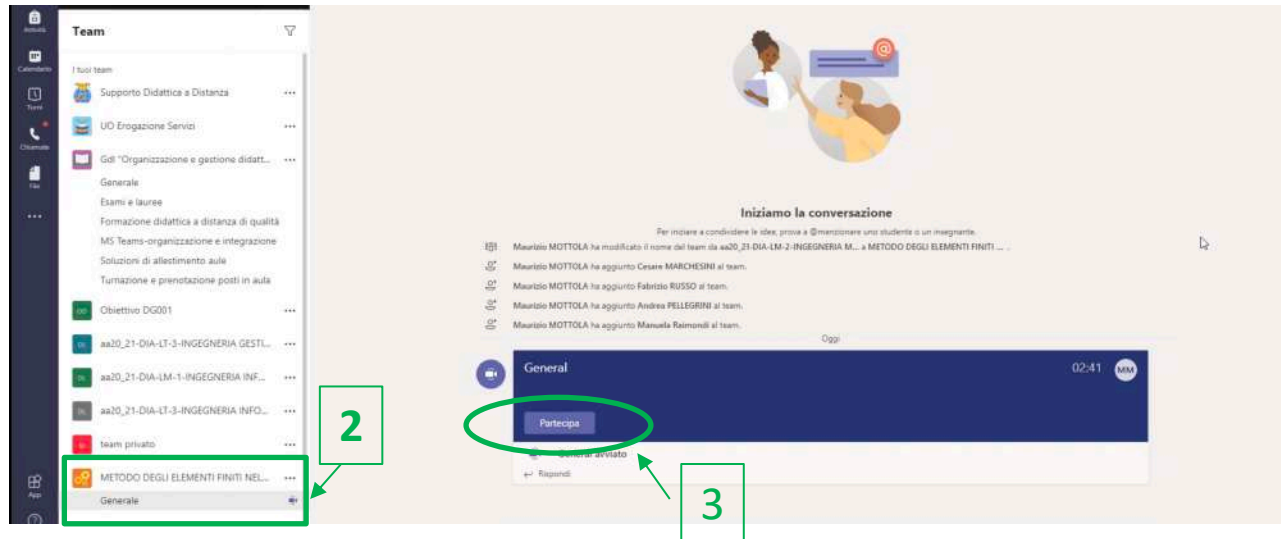 Attività
Calendario
Turni
Chiamate
File
App
Team
I tuoi team
Supporto Didattica a Distanza
UO Erogazione Servizi
Gdl "Organizzazione e gestione didatt...
Generale
Esami e lauree
Formazione didattica a distanza di qualità
MS Teams-organizzazione e integrazione
Soluzioni di allestimento aule
Turnazione e prenotazione posti in aula
Obiettivo DG001
aa20_21-DIA-LT-3-INGEGNERIA GESTI...
aa20_21-DIA-LM-1-INGEGNERIA INF...
aa20_21-DIA-LT-3-INGEGNERIA INFO...
team privato
METODO DEGLI ELEMENTI FINITI NEL...
Generale
2
Iniziamo la conversazione
Per iniziare a condividere le idee, prova a @menzionare uno studente o un insegnante.
Maurizio MOTTOLA ha modificato il nome del team da aa20_21-DIA-LM-2-INGEGNERIA M... a METODO DEGLI ELEMENTI FINITI ... .
Maurizio MOTTOLA ha aggiunto Cesare MARCHESINI al team.
Maurizio MOTTOLA ha aggiunto Fabrizio RUSSO al team.
Maurizio MOTTOLA ha aggiunto Andrea PELLEGRINI al team.
Maurizio MOTTOLA ha aggiunto Manuela Raimondi al team.
Oggi
General 02:41 MM
Partecipa
General avviato
Rispondi
3